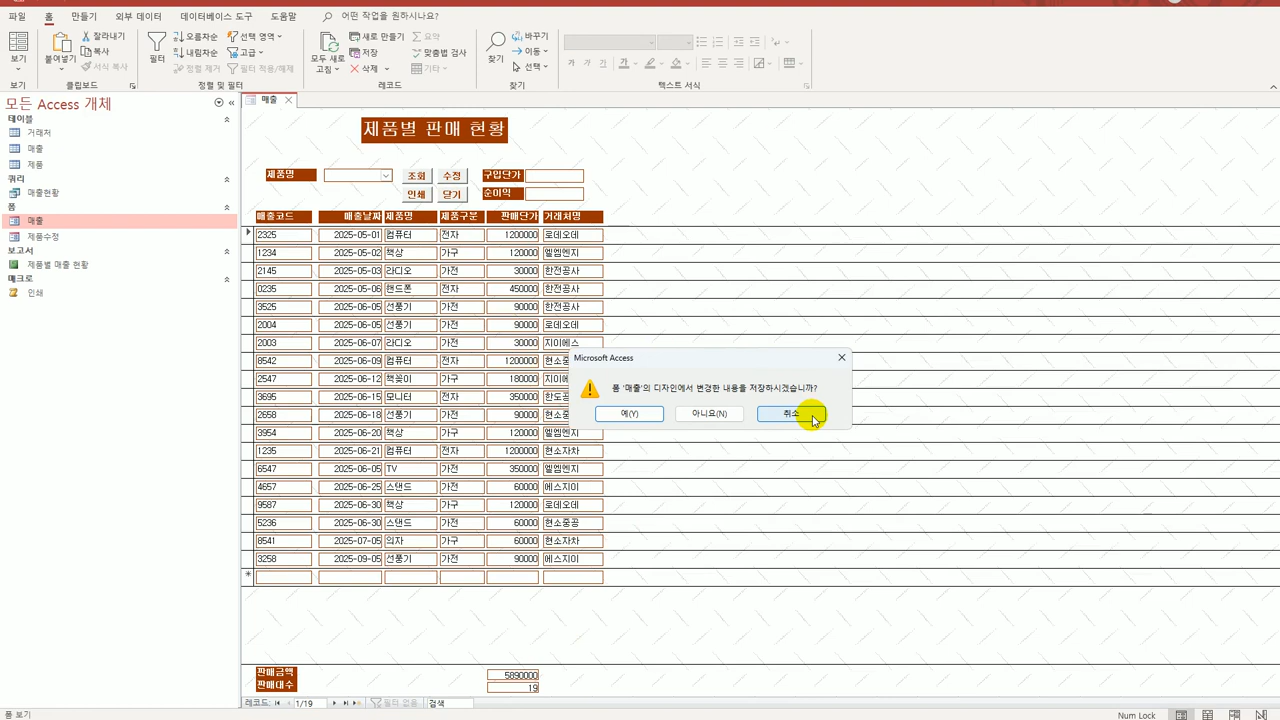 파일 홈 만들기 외부 데이터 데이터베이스 도구 도움말 어떤 작업을 원하시나요?
보기 붙여넣기 잘라내기 복사 서식 복사 필터 오름차순 내림차순 정렬 제거 선택 영역 고급 필터 적용/해제 모두 새로 고침 새로 만들기 저장 삭제 요약 맞춤법 검사 기타 찾기 바꾸기 이동 선택
보기 클립보드 정렬 및 필터 레코드 찾기 텍스트 서식
모든 Access 개체
테이블
거래처
매출
제품
쿼리
매출현황
폼
매출
제품수정
보고서
제품별 매출 현황
매크로
인쇄
매출
제품별 판매 현황
제품명 조회 수정 구입단가
인쇄 닫기 순이익
매출코드 매출날짜 제품명 제품구분 판매단가 거래처명
2325 2025-05-01 컴퓨터 전자 1200000 로데오데
1234 2025-05-02 책상 가구 120000 엘엠엔지
2145 2025-05-03 라디오 가전 30000 한전공사
0235 2025-05-06 핸드폰 전자 450000 한전공사
3525 2025-06-05 선풍기 가전 90000 한전공사
2004 2025-06-05 선풍기 가전 90000 로데오데
2003 2025-06-07 라디오 가전 30000 지이에스
8542 2025-06-09 컴퓨터 전자 1200000 현소중
2547 2025-06-12 책꽂이 가구 180000 지이에
3695 2025-06-15 모니터 전자 350000 한도공
2658 2025-06-18 선풍기 가전 90000 현소중
3954 2025-06-20 책상 가구 120000 엘엠엔지
1235 2025-06-21 컴퓨터 전자 1200000 현소자차
6547 2025-06-05 TV 가전 350000 엘엠엔지
4657 2025-06-25 스탠드 가전 60000 에스지이
9587 2025-06-30 책상 가구 120000 로데오데
5236 2025-06-30 스탠드 가전 60000 현소중공
8541 2025-07-05 의자 가구 60000 현소자차
3258 2025-09-05 선풍기 가전 90000 에스지이
Microsoft Access
폼 '매출'의 디자인에서 변경한 내용을 저장하시겠습니까?
예(Y) 아니요(N) 취소
판매금액 5890000
판매대수 19
레코드: 1/19 필터 없음 검색
폼 보기 Num Lock